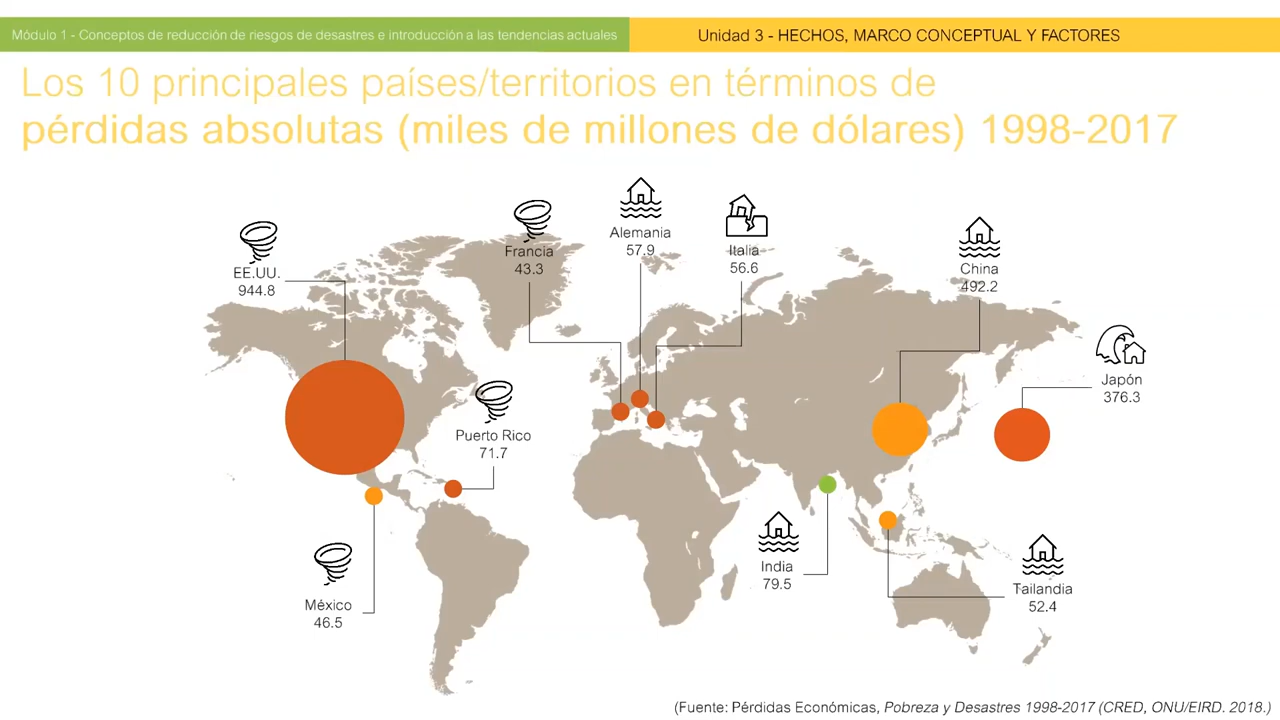 Módulo 1 - Conceptos de reducción de riesgos de desastres e introducción a las tendencias actuales
Unidad 3 - HECHOS, MARCO CONCEPTUAL Y FACTORES
Los 10 principales países/territorios en términos de
pérdidas absolutas (miles de millones de dólares) 1998-2017
EE.UU.
944.8
Francia
43.3
Alemania
57.9
Italia
56.6
China
492.2
Japón
376.3
Puerto Rico
71.7
India
79.5
Tailandia
52.4
México
46.5
(Fuente: Pérdidas Económicas, Pobreza y Desastres 1998-2017 (CRED, ONU/EIRD. 2018.)